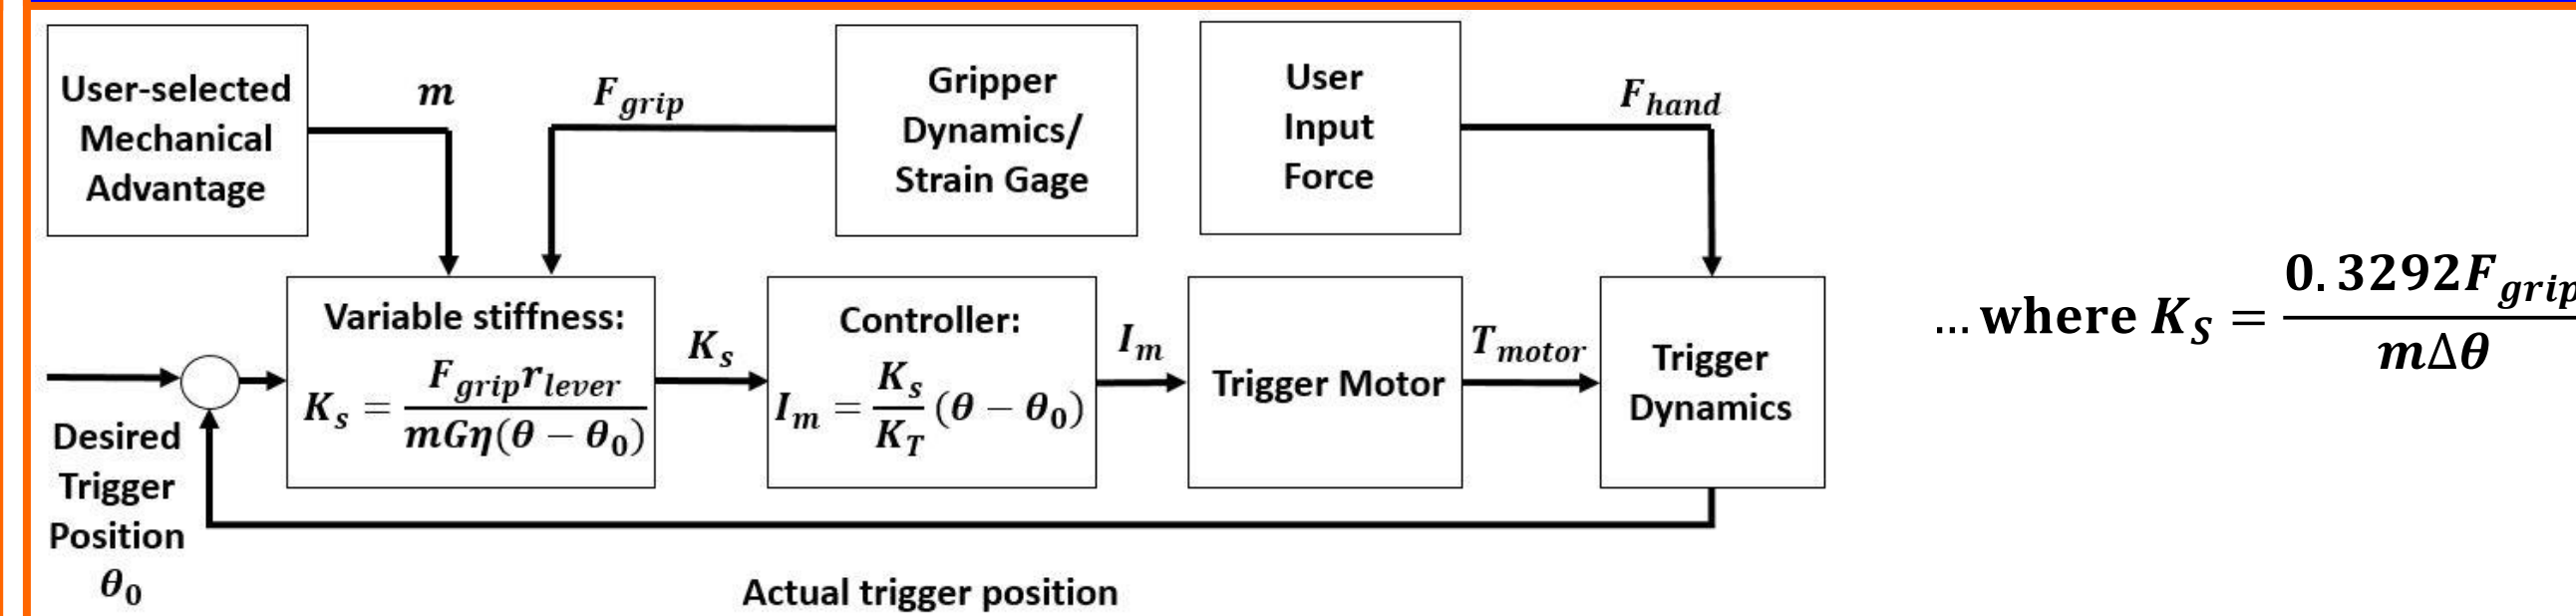 User-selected
Mechanical
Advantage
m
F_grip
Gripper
Dynamics/
Strain Gage
User
Input
Force
F_hand
Desired
Trigger
Position
θ_0
Variable stiffness:
K_s = F_grip r_lever / mGη(θ − θ_0)
K_s
Controller:
I_m = K_s / K_T (θ − θ_0)
I_m
Trigger Motor
T_motor
Trigger
Dynamics
Actual trigger position
... where K_S = 0.3292F_grip / mΔθ